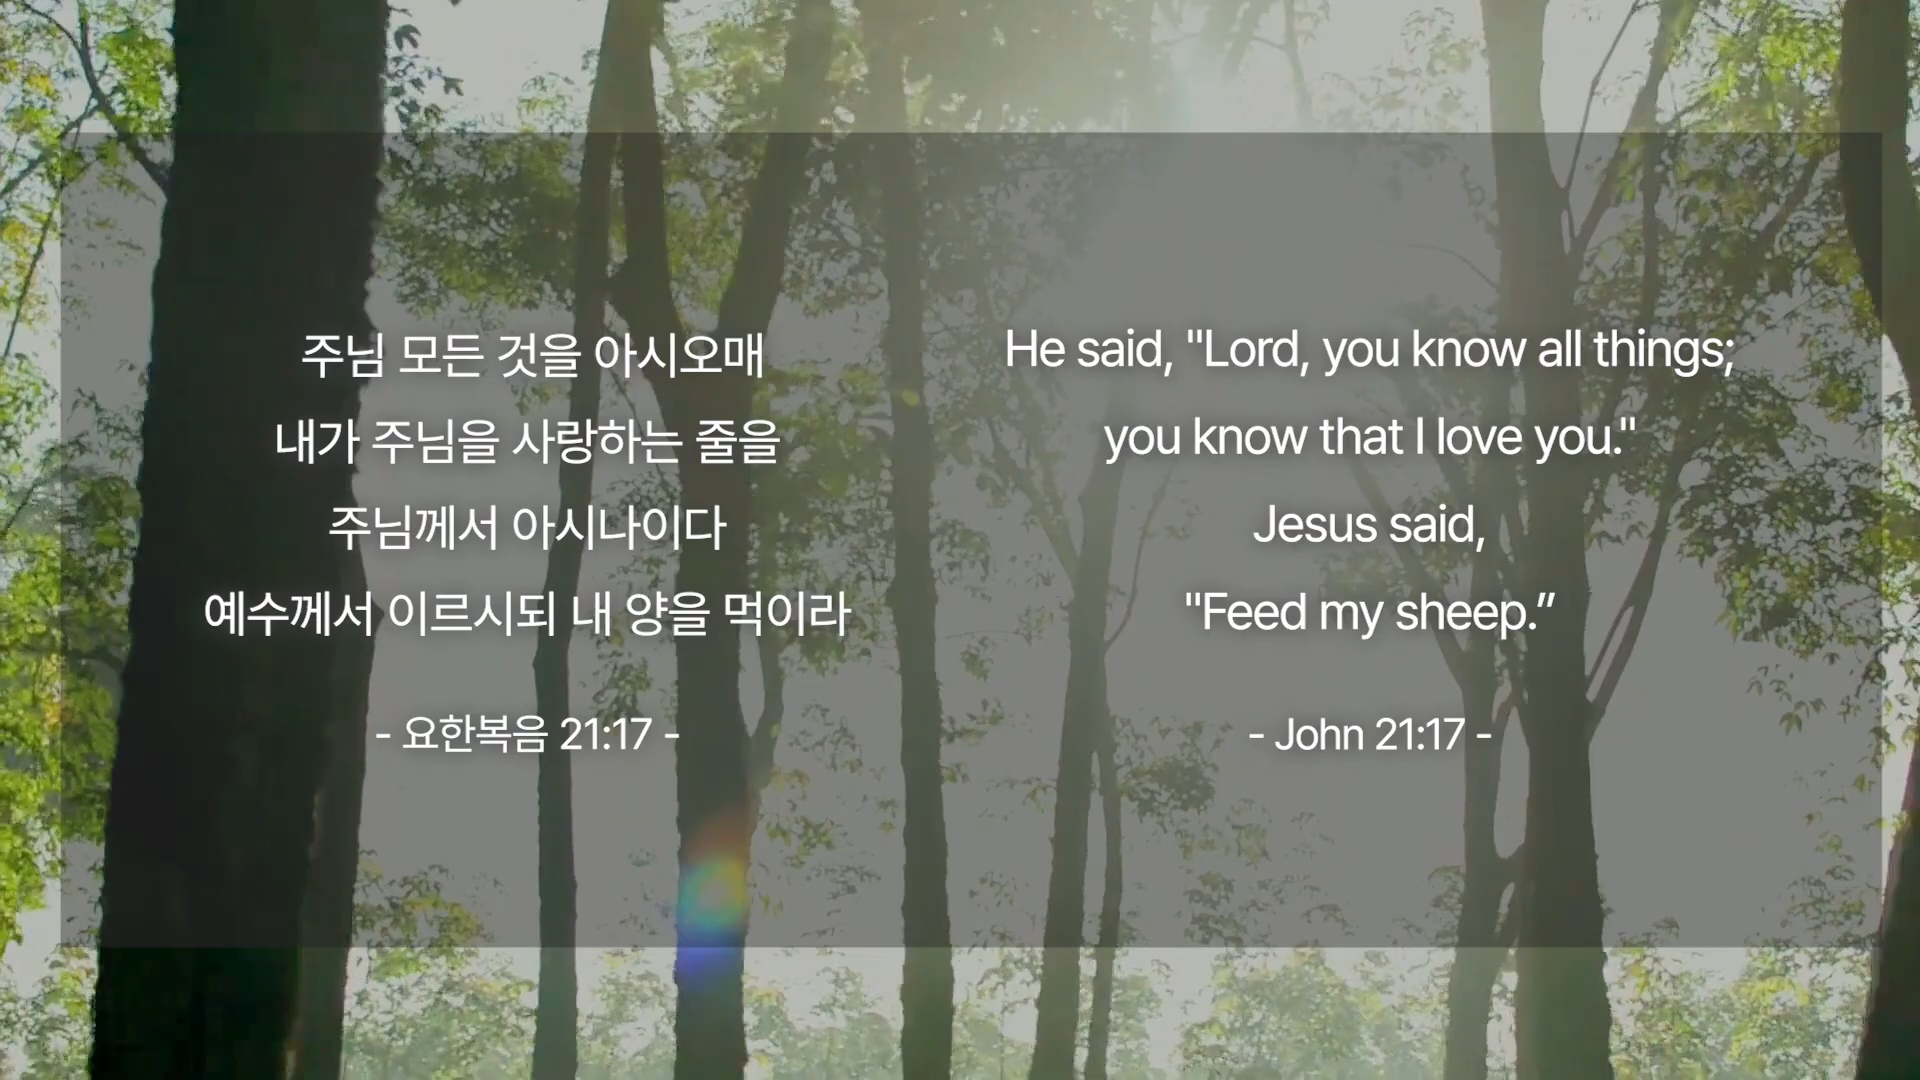 주님 모든 것을 아시오매
내가 주님을 사랑하는 줄을
주님께서 아시나이다
예수께서 이르시되 내 양을 먹이라
- 요한복음 21:17 -
He said, "Lord, you know all things;
you know that I love you."
Jesus said,
"Feed my sheep.”
- John 21:17 -